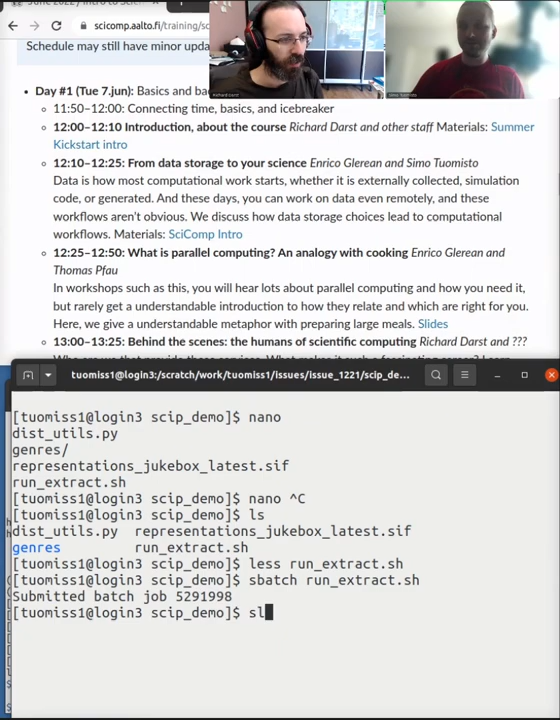 June 2022 / Intro to Sci
scicomp.aalto.fi/training/sc
Schedule may still have minor upda
Day #1 (Tue 7.jun): Basics and ba
11:50–12:00: Connecting time, basics, and icebreaker
12:00–12:10 Introduction, about the course Richard Darst and other staff Materials: Summer
Kickstart intro
12:10–12:25: From data storage to your science Enrico Glerean and Simo Tuomisto
Data is how most computational work starts, whether it is externally collected, simulation
code, or generated. And these days, you can work on data even remotely, and these
workflows aren't obvious. We discuss how data storage choices lead to computational
workflows. Materials: SciComp Intro
12:25–12:50: What is parallel computing? An analogy with cooking Enrico Glerean and
Thomas Pfau
In workshops such as this, you will hear lots about parallel computing and how you need it,
but rarely get a understandable introduction to how they relate and which are right for you.
Here, we give a understandable metaphor with preparing large meals. Slides
13:00–13:25: Behind the scenes: the humans of scientific computing Richard Darst and ???
tuomiss1@login3:/scratch/work/tuomiss1/issues/issue_1221/scip_de...
[tuomiss1@login3 scip_demo]$ nano
dist_utils.py
genres/
representations_jukebox_latest.sif
run_extract.sh
[tuomiss1@login3 scip_demo]$ nano ^C
[tuomiss1@login3 scip_demo]$ ls
dist_utils.py representations_jukebox_latest.sif
genres run_extract.sh
[tuomiss1@login3 scip_demo]$ less run_extract.sh
[tuomiss1@login3 scip_demo]$ sbatch run_extract.sh
Submitted batch job 5291998
[tuomiss1@login3 scip_demo]$ sl